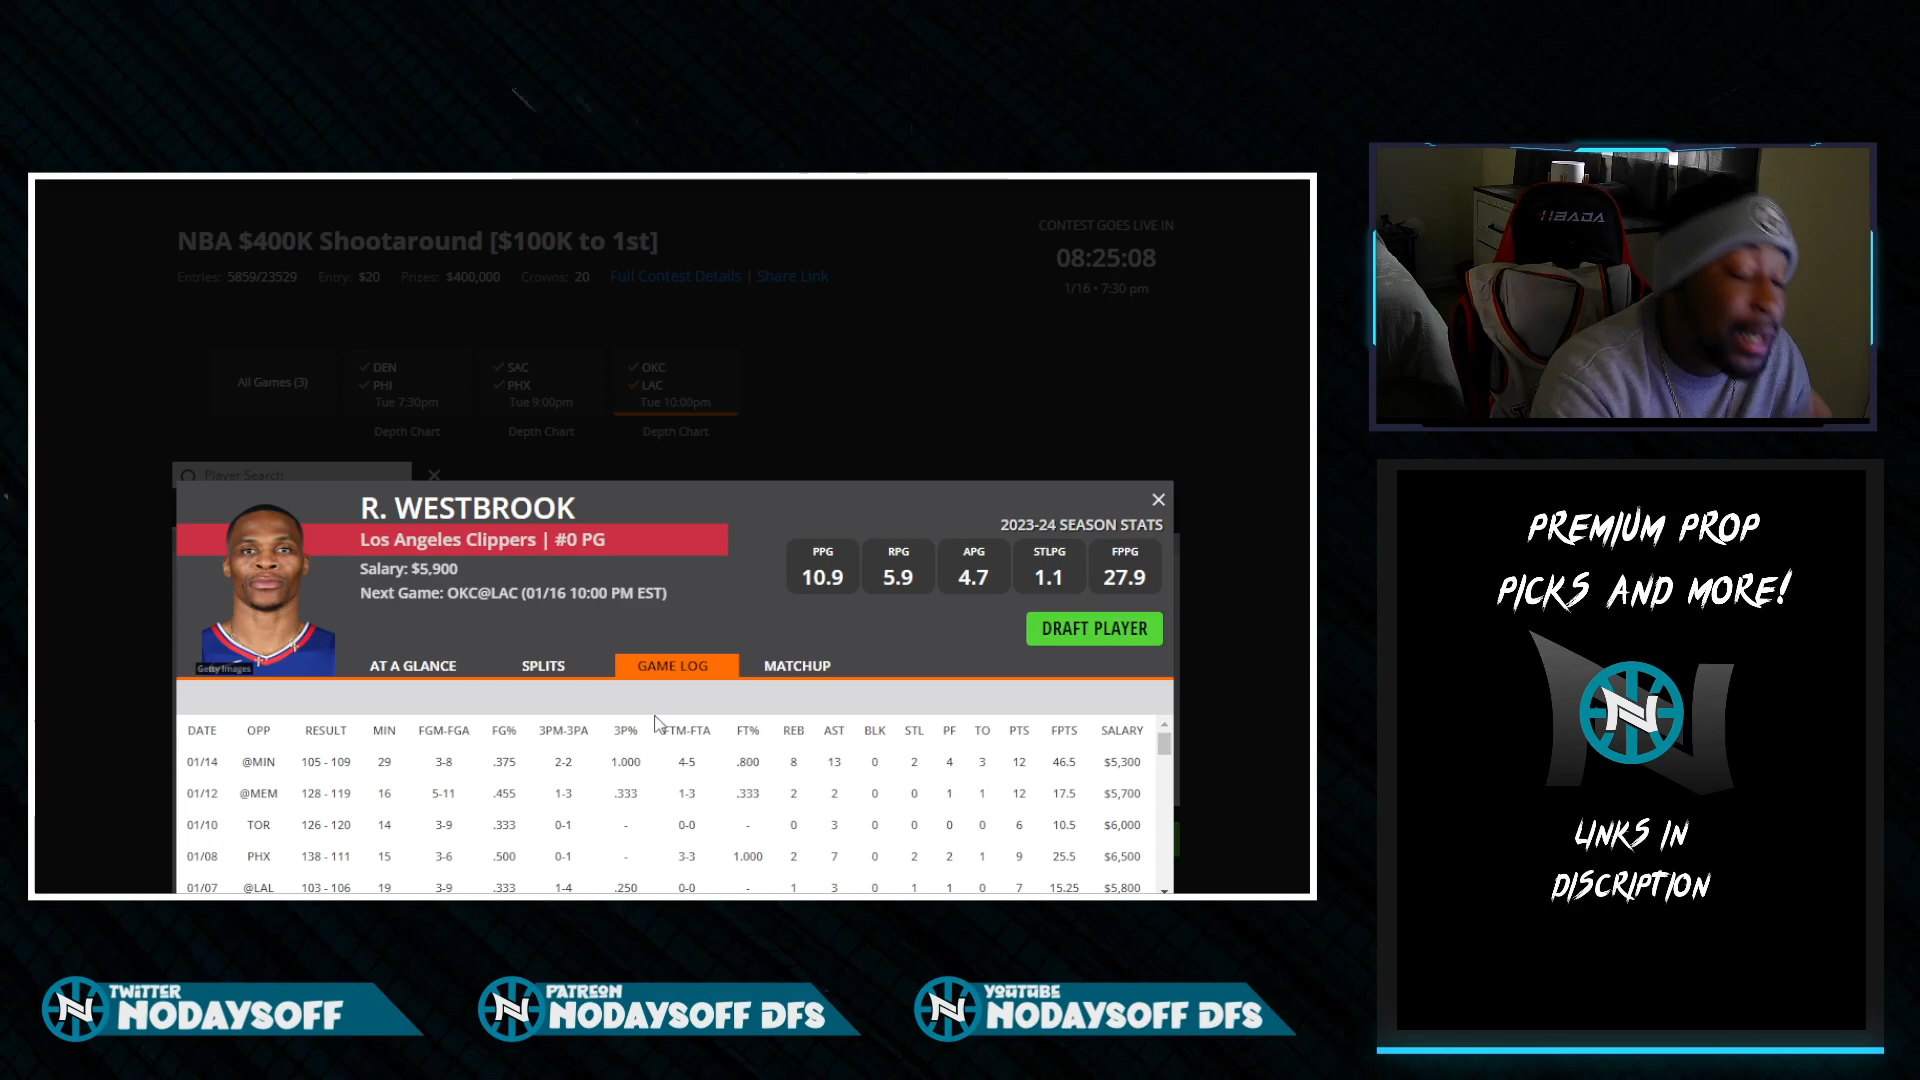 NBA $400K Shootaround [$100K to 1st]
Entries: 5859/23529 Entry: $20 Prizes: $400,000 Crowns: 20 Full Contest Details | Share Link
CONTEST GOES LIVE IN
08:25:08
1/16 • 7:30 pm
All Games (3)
DEN
PHI
Tue 7:30pm
SAC
PHX
Tue 9:00pm
OKC
LAC
Tue 10:00pm
Depth Chart Depth Chart Depth Chart
Player Search
R. WESTBROOK
Los Angeles Clippers | #0 PG
Salary: $5,900
Next Game: OKC@LAC (01/16 10:00 PM EST)
Getty Images
2023-24 SEASON STATS
PPG RPG APG STLPG FPPG
10.9 5.9 4.7 1.1 27.9
DRAFT PLAYER
AT A GLANCE SPLITS GAME LOG MATCHUP
DATE OPP RESULT MIN FGM-FGA FG% 3PM-3PA 3P% FTM-FTA FT% REB AST BLK STL PF TO PTS FPTS SALARY
01/14 @MIN 105 - 109 29 3-8 .375 2-2 1.000 4-5 .800 8 13 0 2 4 3 12 46.5 $5,300
01/12 @MEM 128 - 119 16 5-11 .455 1-3 .333 1-3 .333 2 2 0 0 1 1 12 17.5 $5,700
01/10 TOR 126 - 120 14 3-9 .333 0-1 - 0-0 - 0 3 0 0 0 0 6 10.5 $6,000
01/08 PHX 138 - 111 15 3-6 .500 0-1 - 3-3 1.000 2 7 0 2 2 1 9 25.5 $6,500
01/07 @LAL 103 - 106 19 3-9 .333 1-4 .250 0-0 - 1 3 0 1 1 0 7 15.25 $5,800
HBADA
PREMIUM PROP
PICKS AND MORE!
N
LINKS IN
DISCRIPTION
TWITTER
NODAYSOFF
PATREON
NODAYSOFF DFS
YOUTUBE
NODAYSOFF DFS